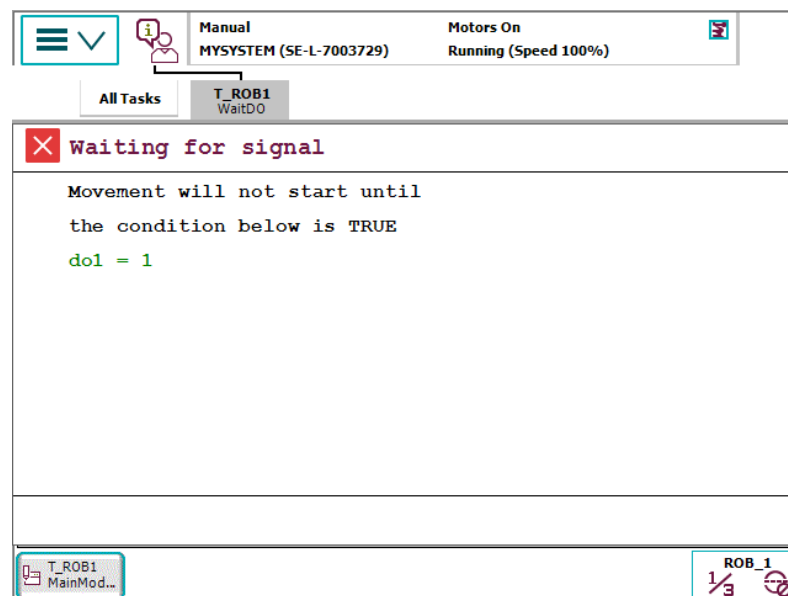 Manual
MYSYSTEM (SE-L-7003729)
Motors On
Running (Speed 100%)
All Tasks
T_ROB1
WaitDO
Waiting for signal
Movement will not start until
the condition below is TRUE
do1 = 1
T_ROB1
MainMod...
ROB_1
1/3